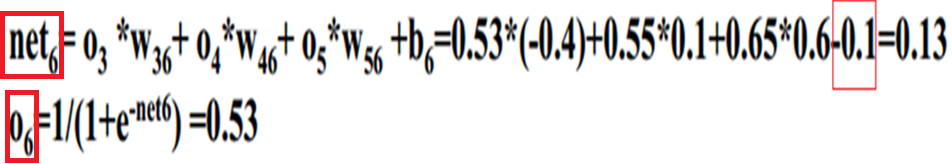 net₆= o₃ *w₃₆+ o₄*w₄₆+ o₅*w₅₆ +b₆=0.53*(-0.4)+0.55*0.1+0.65*0.6-0.1=0.13
o₆=1/(1+e⁻ⁿᵉᵗ⁶) =0.53